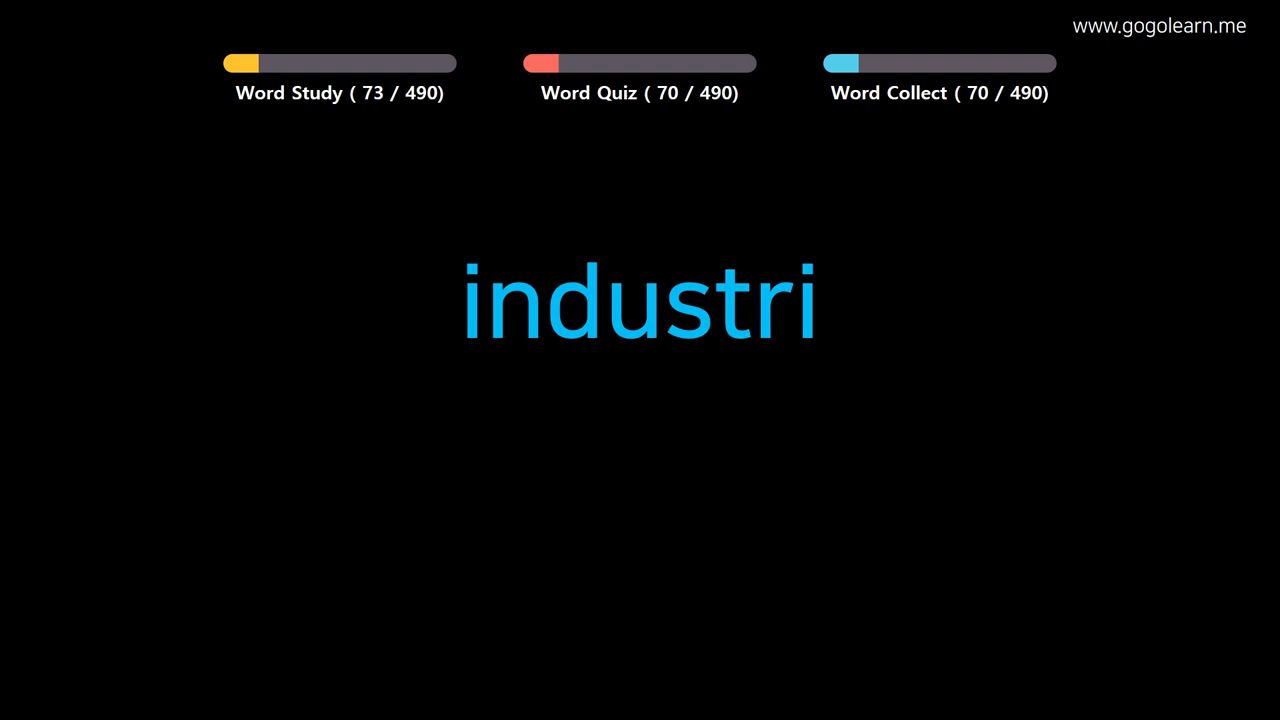 www.gogolearn.me
Word Study ( 73 / 490)
Word Quiz ( 70 / 490)
Word Collect ( 70 / 490)
industri